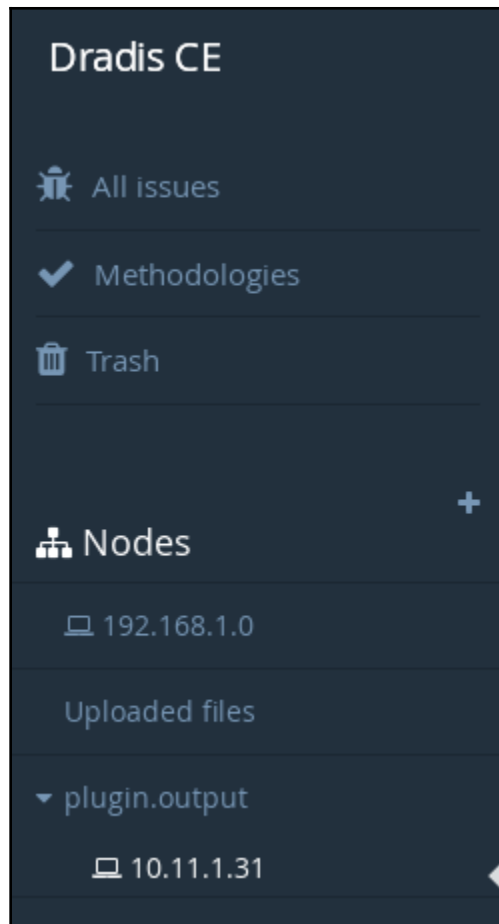 Dradis CE
All issues
Methodologies
Trash
Nodes
192.168.1.0
Uploaded files
plugin.output
10.11.1.31